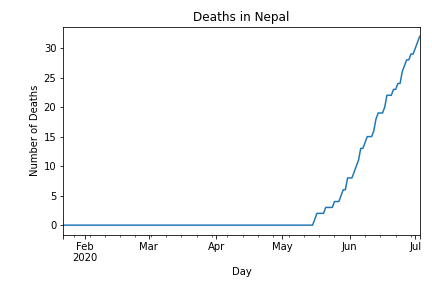 Deaths in Nepal
Number of Deaths
30
25
20
15
10
5
0
Feb
2020
Mar
Apr
May
Jun
Jul
Day